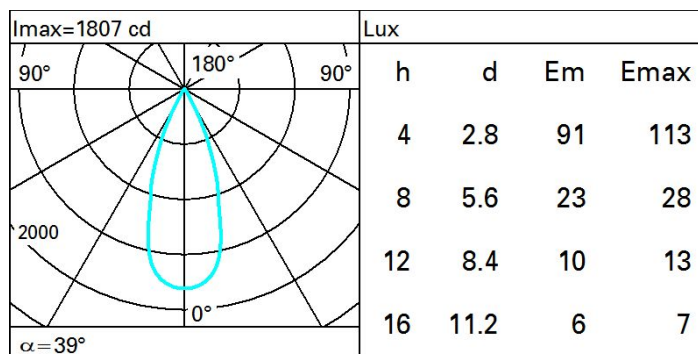 Imax=1807 cd
Lux
90° 180° 90°
2000
0°
α=39°
h d Em Emax
4 2.8 91 113
8 5.6 23 28
12 8.4 10 13
16 11.2 6 7